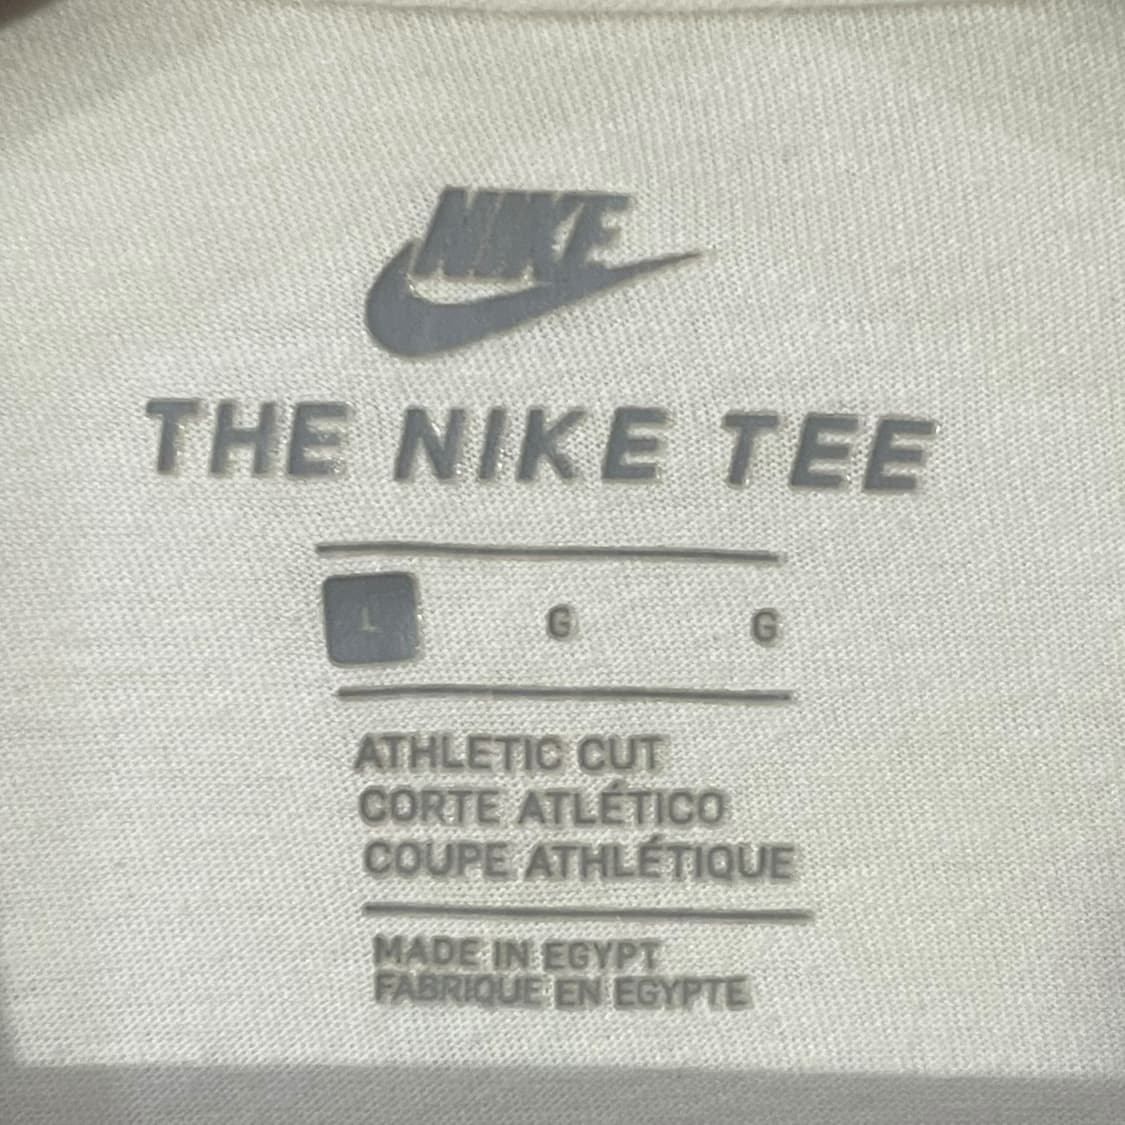 NIKE
THE NIKE TEE
L G G
ATHLETIC CUT
CORTE ATLÉTICO
COUPE ATHLÉTIQUE
MADE IN EGYPT
FABRIQUE EN EGYPTE